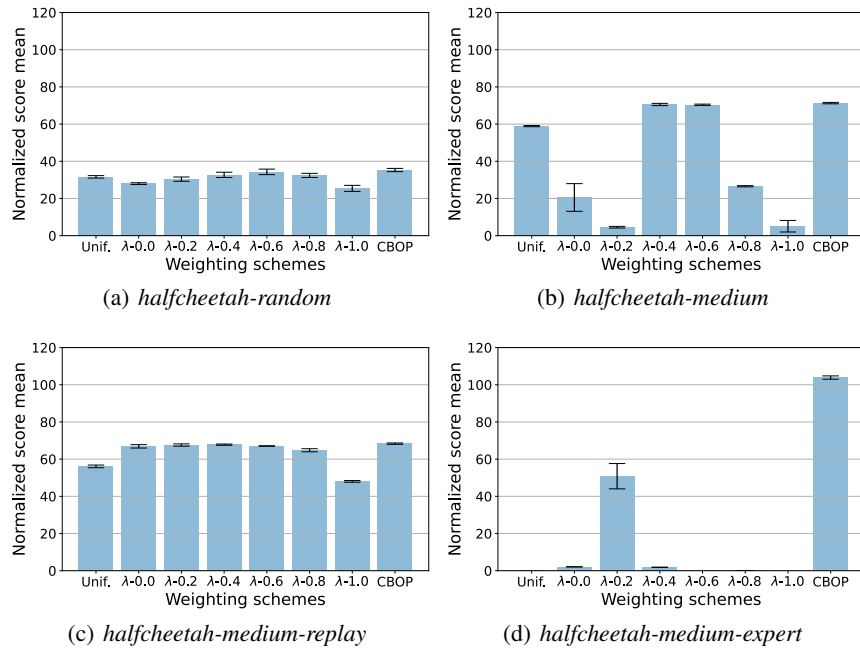 120
100
80
60
40
20
0
Normalized score mean
Unif. λ-0.0 λ-0.2 λ-0.4 λ-0.6 λ-0.8 λ-1.0 CBOP
Weighting schemes
(a) halfcheetah-random
120
100
80
60
40
20
0
Normalized score mean
Unif. λ-0.0 λ-0.2 λ-0.4 λ-0.6 λ-0.8 λ-1.0 CBOP
Weighting schemes
(b) halfcheetah-medium
120
100
80
60
40
20
0
Normalized score mean
Unif. λ-0.0 λ-0.2 λ-0.4 λ-0.6 λ-0.8 λ-1.0 CBOP
Weighting schemes
(c) halfcheetah-medium-replay
120
100
80
60
40
20
0
Normalized score mean
Unif. λ-0.0 λ-0.2 λ-0.4 λ-0.6 λ-0.8 λ-1.0 CBOP
Weighting schemes
(d) halfcheetah-medium-expert